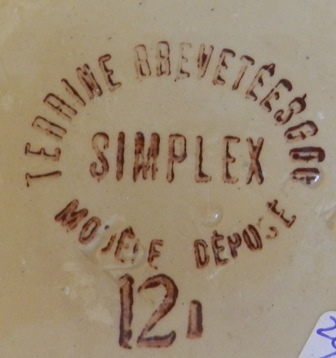 TERRINE BREVETÉE SGDG
SIMPLEX
MODÈLE DÉPOSÉ
12